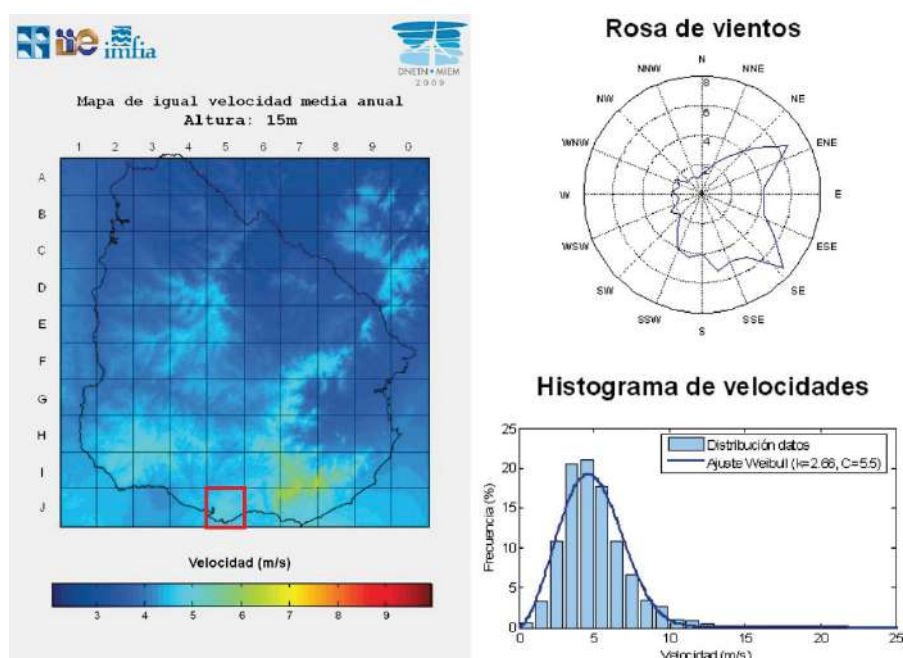 iie imfia
DNETN • MIEM
2009
Mapa de igual velocidad media anual
Altura: 15m
1 2 3 4 5 6 7 8 9 0
A
B
C
D
E
F
G
H
I
J
Velocidad (m/s)
3 4 5 6 7 8 9
Rosa de vientos
N
NNE
NE
ENE
E
ESE
SE
SSE
S
SSW
SW
WSW
W
WNW
NW
NNW
8
6
4
Histograma de velocidades
Distribución datos
Ajuste Weibull (k=2.66, C=5.5)
Frecuencia (%)
25
20
15
10
5
0
0 5 10 15 20 25
Velocidad (m/s)